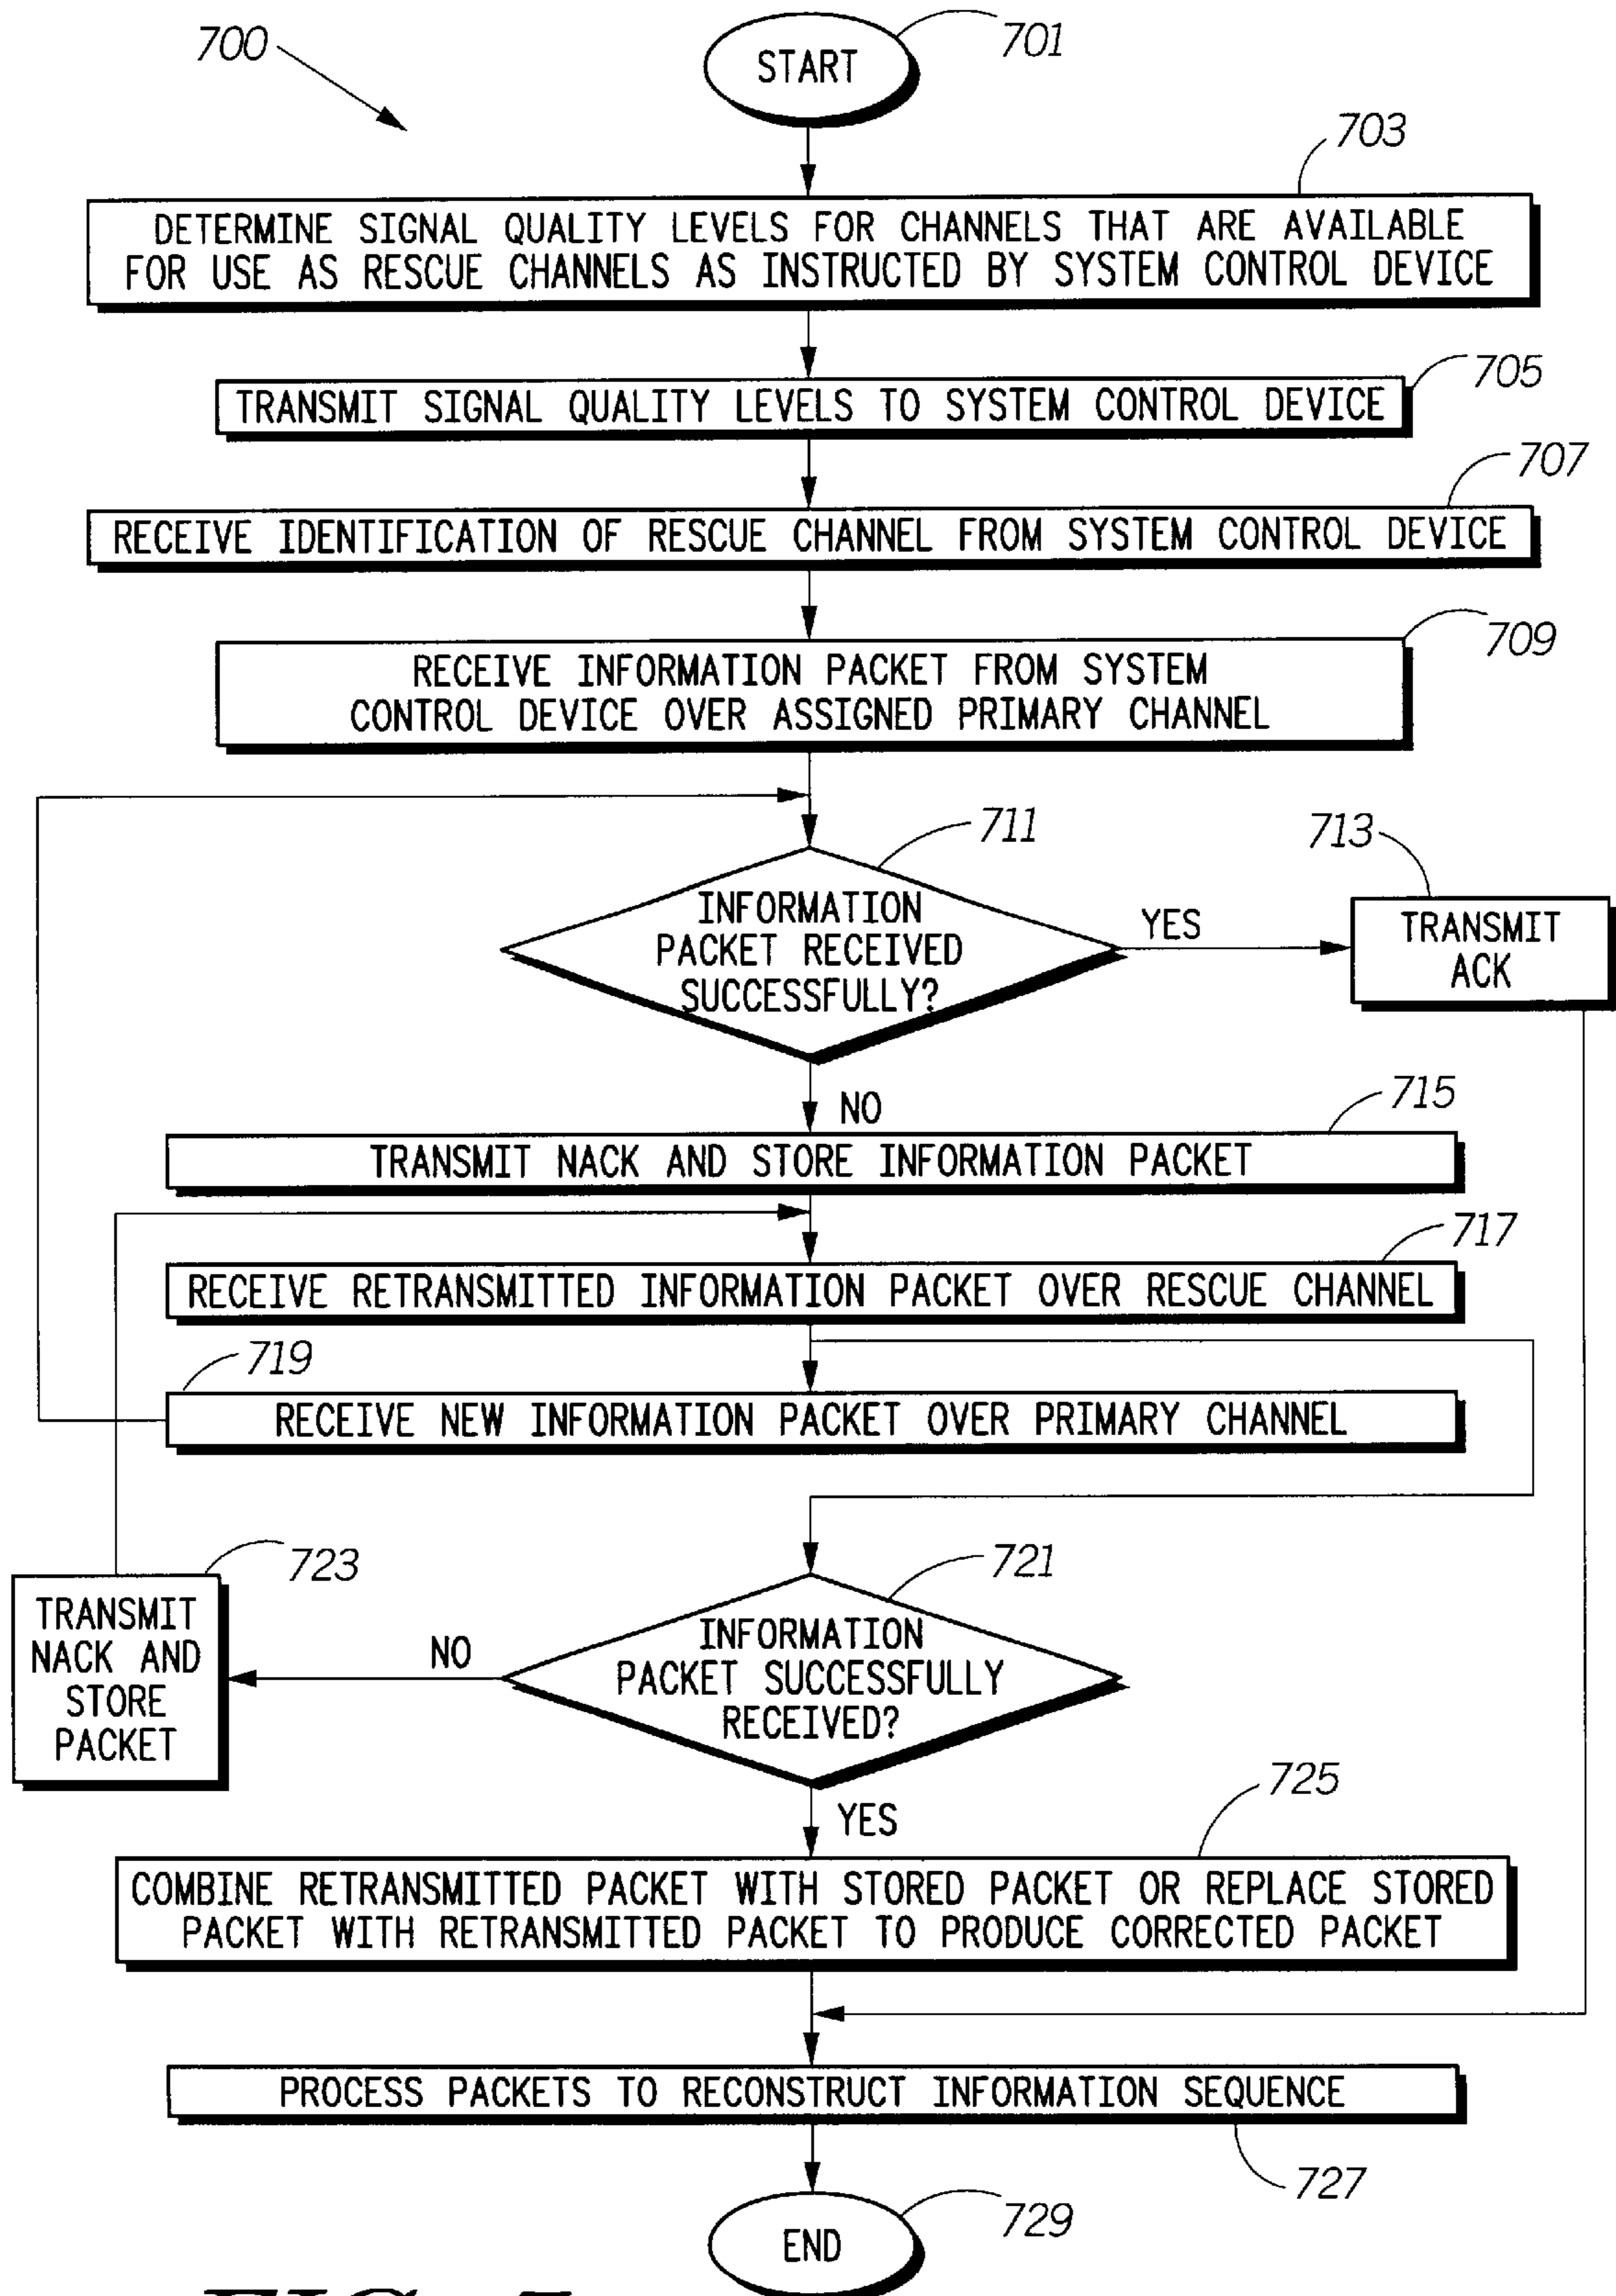 700
701
START
703
DETERMINE SIGNAL QUALITY LEVELS FOR CHANNELS THAT ARE AVAILABLE
FOR USE AS RESCUE CHANNELS AS INSTRUCTED BY SYSTEM CONTROL DEVICE
705
TRANSMIT SIGNAL QUALITY LEVELS TO SYSTEM CONTROL DEVICE
707
RECEIVE IDENTIFICATION OF RESCUE CHANNEL FROM SYSTEM CONTROL DEVICE
709
RECEIVE INFORMATION PACKET FROM SYSTEM
CONTROL DEVICE OVER ASSIGNED PRIMARY CHANNEL
711
INFORMATION
PACKET RECEIVED
SUCCESSFULLY?
YES
713
TRANSMIT
ACK
NO
715
TRANSMIT NACK AND STORE INFORMATION PACKET
717
RECEIVE RETRANSMITTED INFORMATION PACKET OVER RESCUE CHANNEL
719
RECEIVE NEW INFORMATION PACKET OVER PRIMARY CHANNEL
721
INFORMATION
PACKET SUCCESSFULLY
RECEIVED?
NO
723
TRANSMIT
NACK AND
STORE
PACKET
YES
725
COMBINE RETRANSMITTED PACKET WITH STORED PACKET OR REPLACE STORED
PACKET WITH RETRANSMITTED PACKET TO PRODUCE CORRECTED PACKET
PROCESS PACKETS TO RECONSTRUCT INFORMATION SEQUENCE
727
END
729